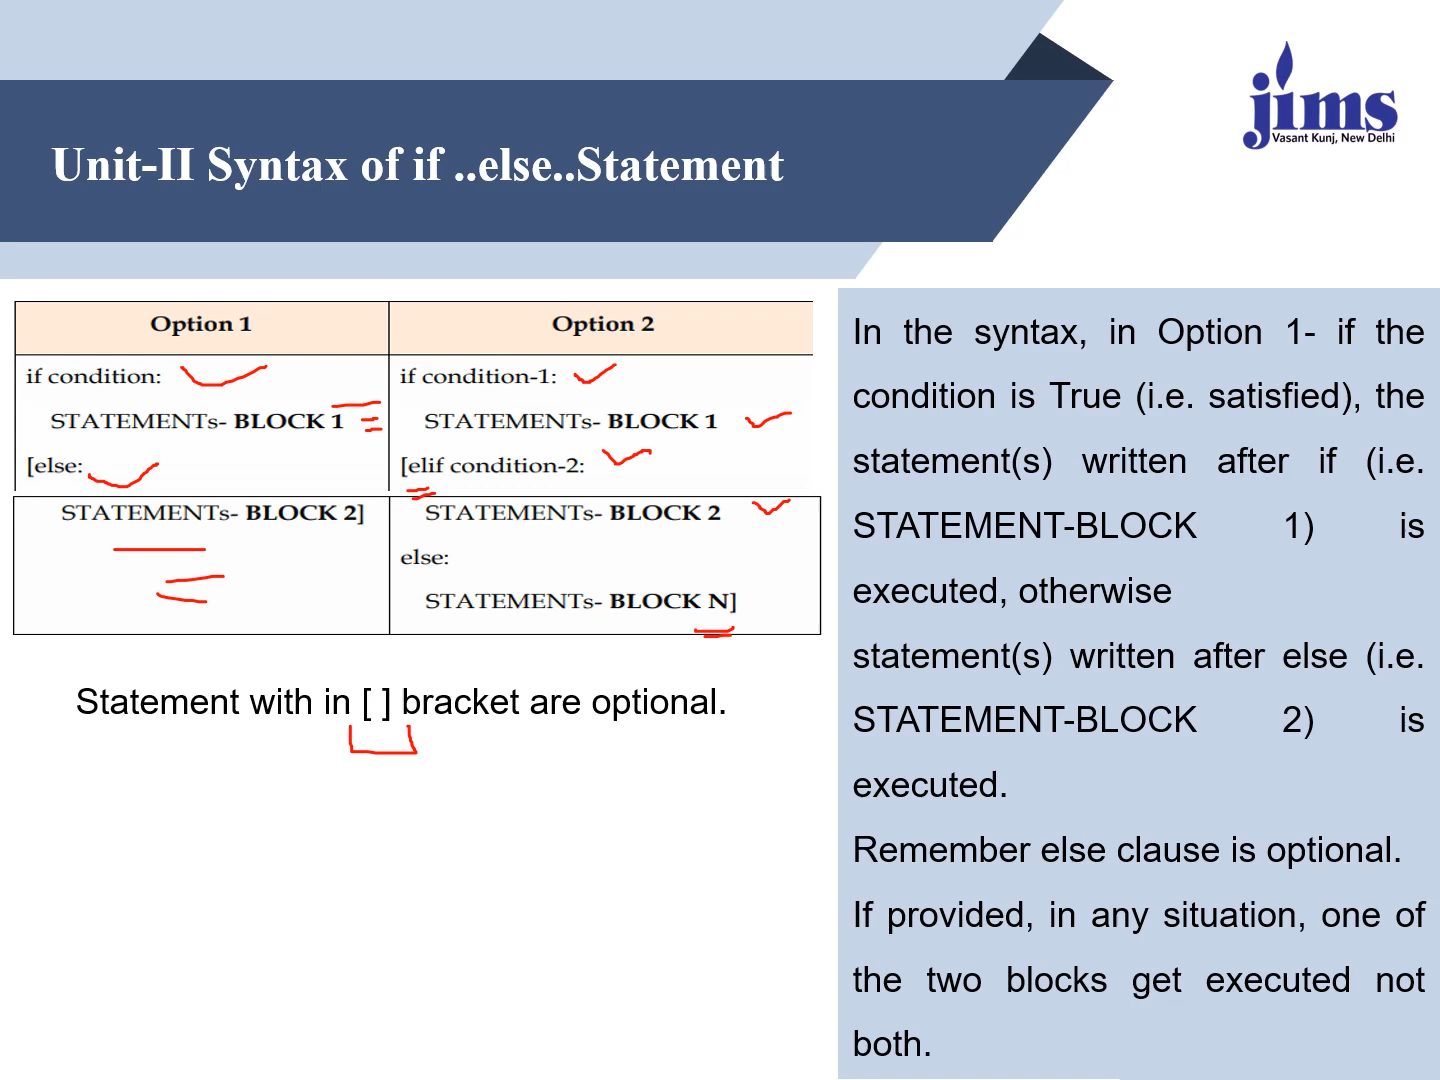 jims
Vasant Kunj, New Delhi
Unit-II Syntax of if ..else..Statement
Option 1
Option 2
if condition:
STATEMENTs- BLOCK 1
[else:
STATEMENTs- BLOCK 2]
if condition-1:
STATEMENTs- BLOCK 1
[elif condition-2:
STATEMENTs- BLOCK 2
else:
STATEMENTs- BLOCK N]
Statement with in [ ] bracket are optional.
In the syntax, in Option 1- if the
condition is True (i.e. satisfied), the
statement(s) written after if (i.e.
STATEMENT-BLOCK 1) is
executed, otherwise
statement(s) written after else (i.e.
STATEMENT-BLOCK 2) is
executed.
Remember else clause is optional.
If provided, in any situation, one of
the two blocks get executed not
both.